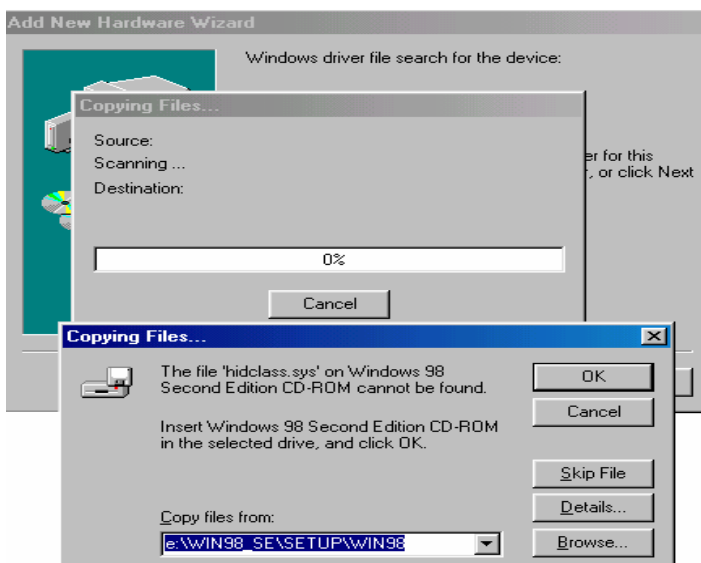 Add New Hardware Wizard
Windows driver file search for the device:
Copying Files...
Source:
Scanning ...
Destination:
er for this
, or click Next
0%
Cancel
Copying Files...
The file 'hidclass.sys' on Windows 98
Second Edition CD-ROM cannot be found.
Insert Windows 98 Second Edition CD-ROM
in the selected drive, and click OK.
OK
Cancel
Skip File
Details...
Browse...
Copy files from:
e:\WIN98_SE\SETUP\WIN98